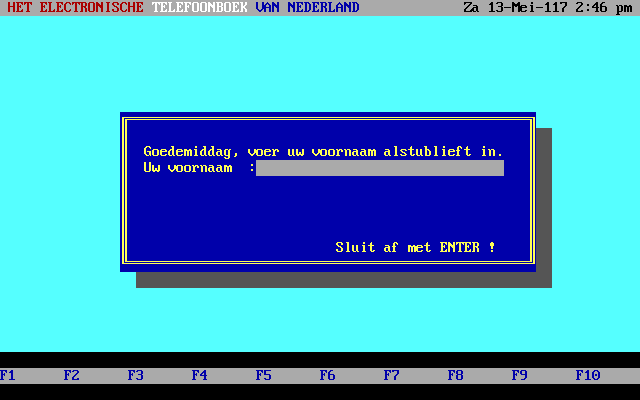 HET ELECTRONISCHE TELEFOONBOEK VAN NEDERLAND Za 13-Mei-117 2:46 pm
Goedemiddag, voer uw voornaam alstublieft in.
Uw voornaam :
Sluit af met ENTER !
F1 F2 F3 F4 F5 F6 F7 F8 F9 F10